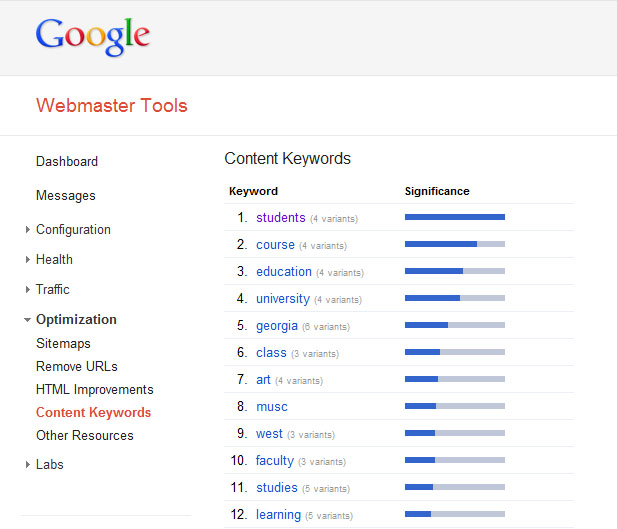 Google
Webmaster Tools
Dashboard
Messages
Configuration
Health
Traffic
Optimization
Sitemaps
Remove URLs
HTML Improvements
Content Keywords
Other Resources
Labs
Content Keywords
Keyword Significance
1. students (4 variants)
2. course (4 variants)
3. education (4 variants)
4. university (4 variants)
5. georgia (6 variants)
6. class (3 variants)
7. art (4 variants)
8. musc
9. west (3 variants)
10. faculty (3 variants)
11. studies (5 variants)
12. learning (5 variants)